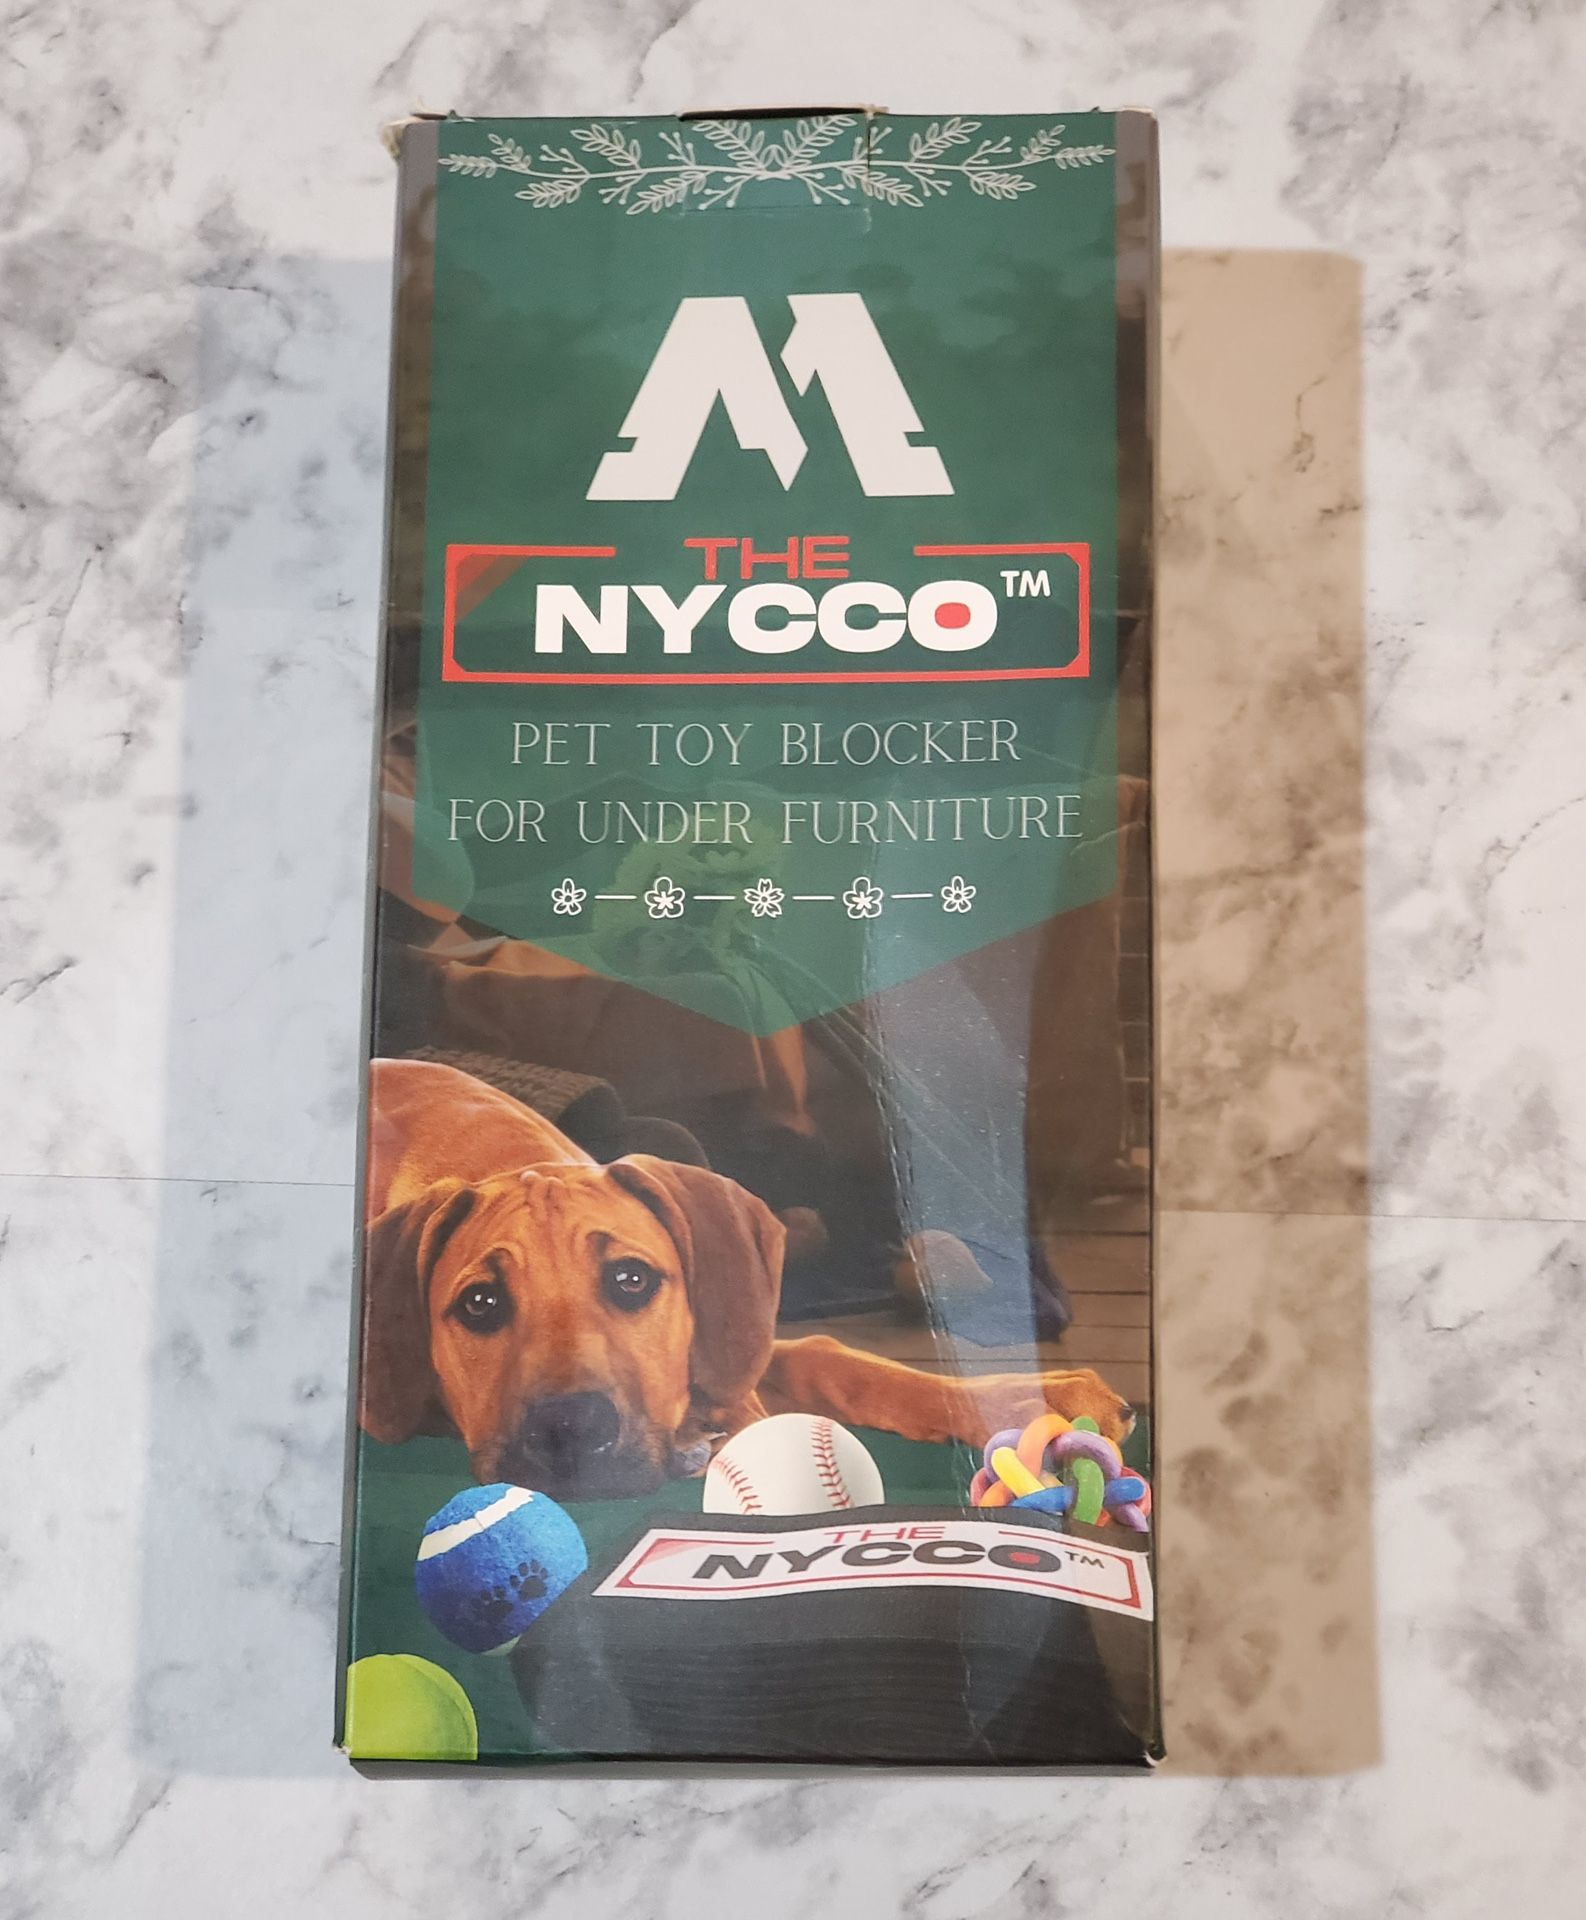 M
THE
NYCCO™
PET TOY BLOCKER
FOR UNDER FURNITURE
THE
NYCCO™